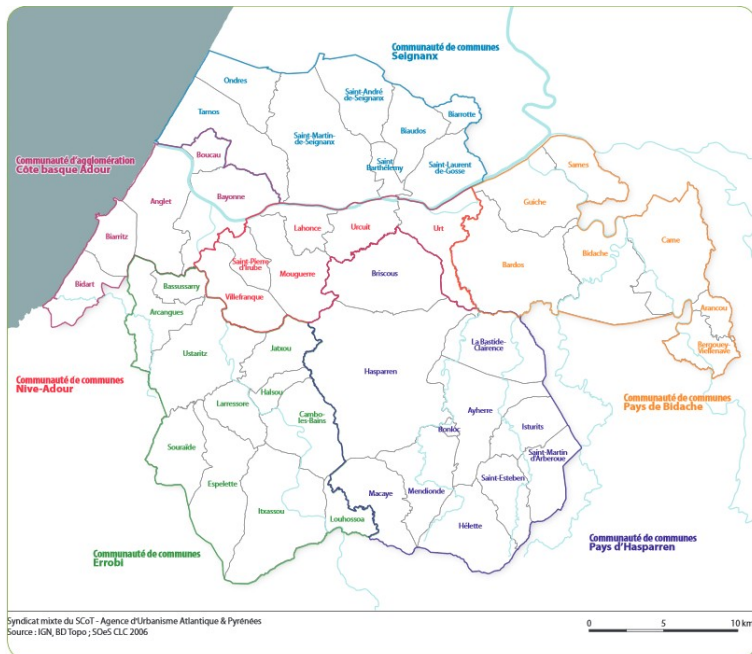 Communauté de communes
Seignanx
Ondres
Saint-André
de-Seignanx
Tarnos
Saint-Martin-
de-Seignanx
Biarrotte
Biaudos
Saint
Barthélemy
Saint-Laurent
de-Gosse
Communauté d'agglomération
Côte basque Adour
Boucau
Bayonne
Anglet
Biarritz
Bidart
Sames
Guiche
Came
Bidache
Bardos
Arancou
Bergouey-
Viellenave
Communauté de communes
Pays de Bidache
Lahonce
Urcuit
Urt
Saint-Pierre
d'Irube
Mouguerre
Villefranque
Communauté de communes
Nive-Adour
Briscous
Bassussarry
Arcangues
Ustaritz
Jatxou
Halsou
Larressore
Cambo
les-Bains
Souraïde
Espelette
Itxassou
Louhossoa
Communauté de communes
Errobi
Hasparren
La Bastide-
Clairence
Ayherre
Isturits
Bonloc
Saint-Martin
d'Arberoue
Saint-Esteben
Macaye
Mendionde
Hélette
Communauté de communes
Pays d'Hasparren
Syndicat mixte du SCoT - Agence d'Urbanisme Atlantique & Pyrénées
Source : IGN, BD Topo ; SOeS CLC 2006
0 5 10 km